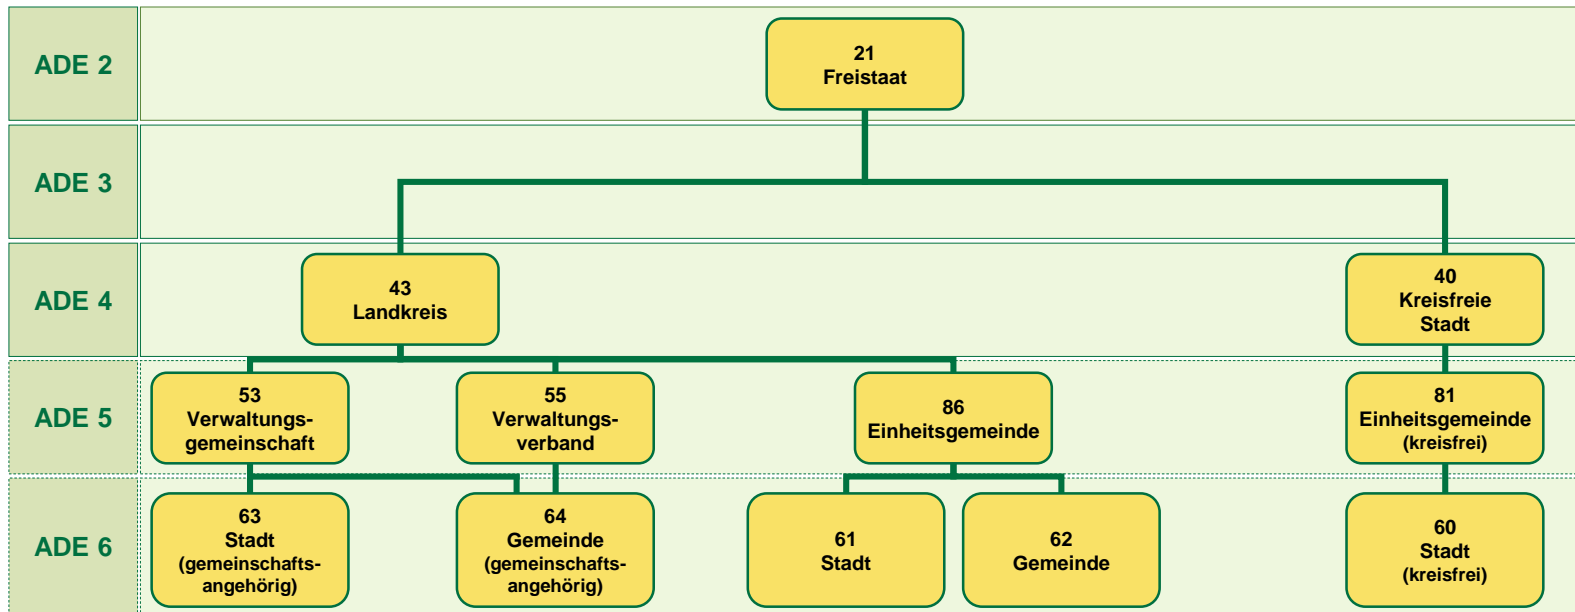 ADE 2
21
Freistaat
ADE 3
ADE 4
43
Landkreis
40
Kreisfreie
Stadt
ADE 5
53
Verwaltungs-
gemeinschaft
55
Verwaltungs-
verband
86
Einheitsgemeinde
81
Einheitsgemeinde
(kreisfrei)
ADE 6
63
Stadt
(gemeinschafts-
angehörig)
64
Gemeinde
(gemeinschafts-
angehörig)
61
Stadt
62
Gemeinde
60
Stadt
(kreisfrei)